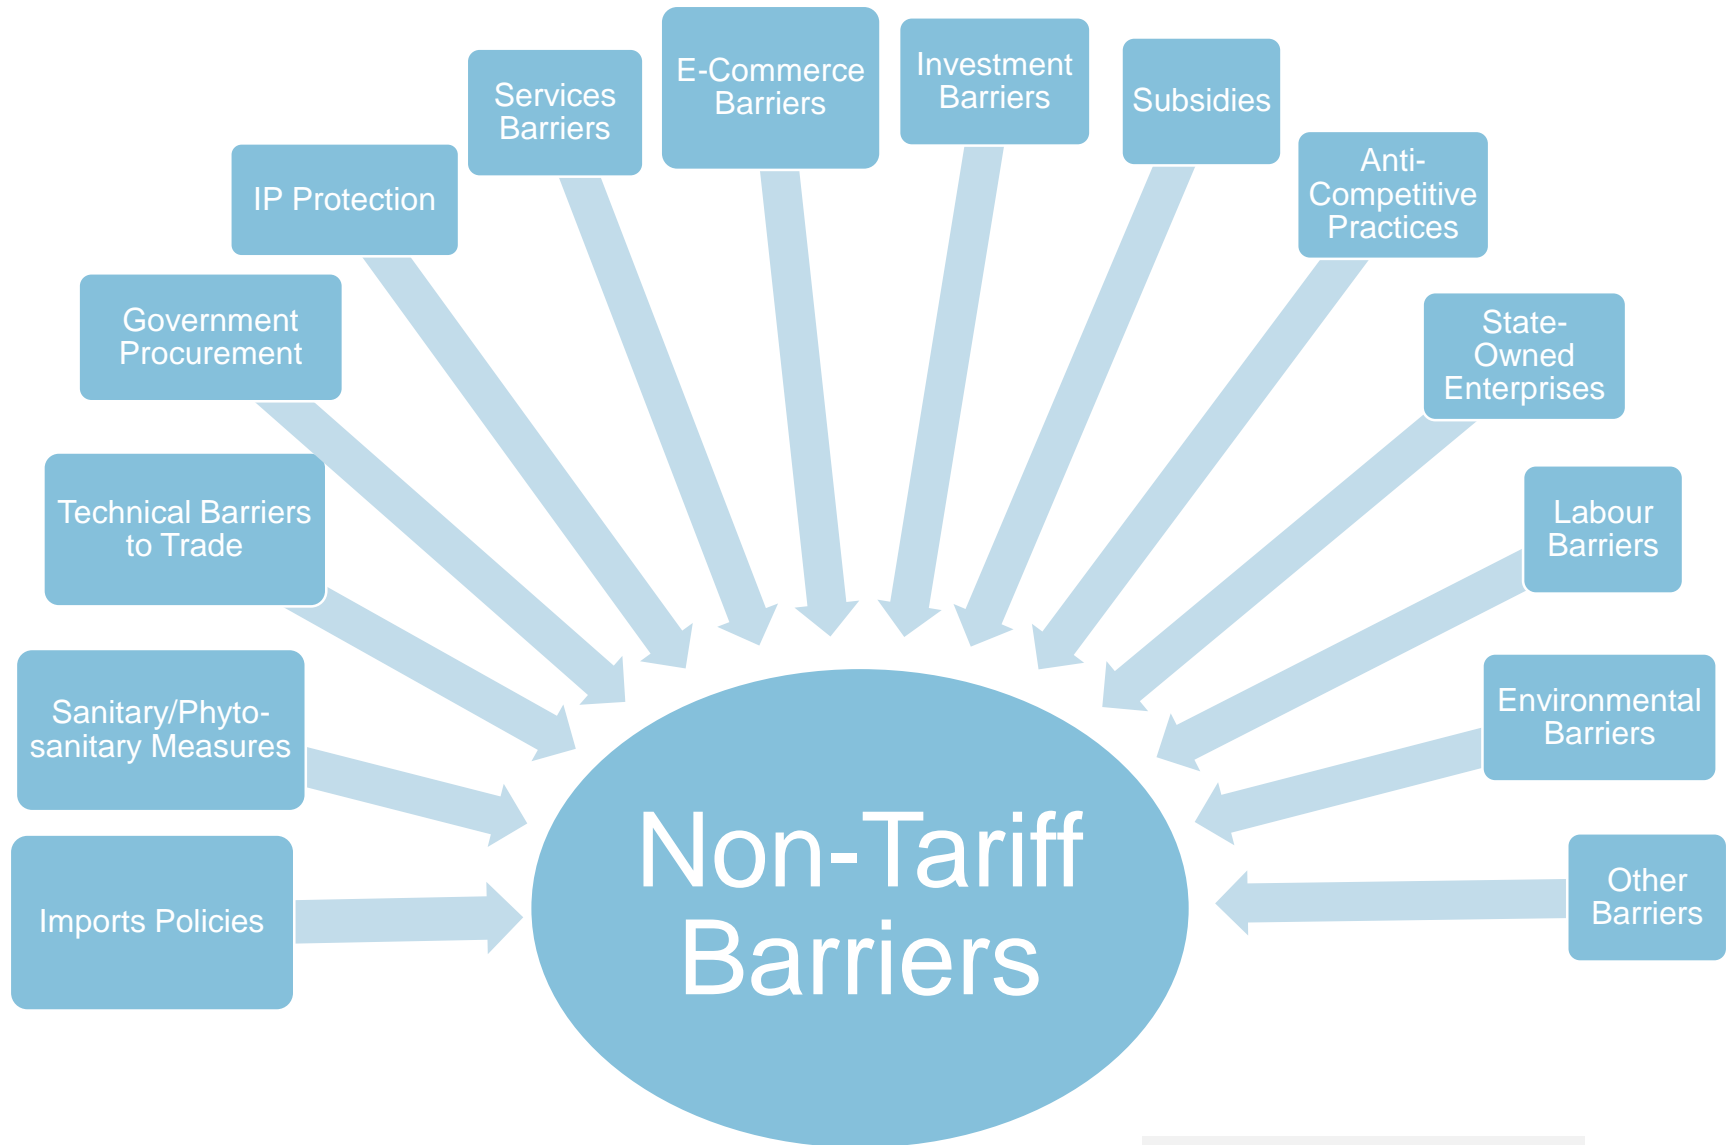 Imports Policies
Sanitary/Phyto-
sanitary Measures
Technical Barriers
to Trade
Government
Procurement
IP Protection
Services
Barriers
E-Commerce
Barriers
Investment
Barriers
Subsidies
Anti-
Competitive
Practices
State-
Owned
Enterprises
Labour
Barriers
Environmental
Barriers
Other
Barriers
Non-Tariff
Barriers